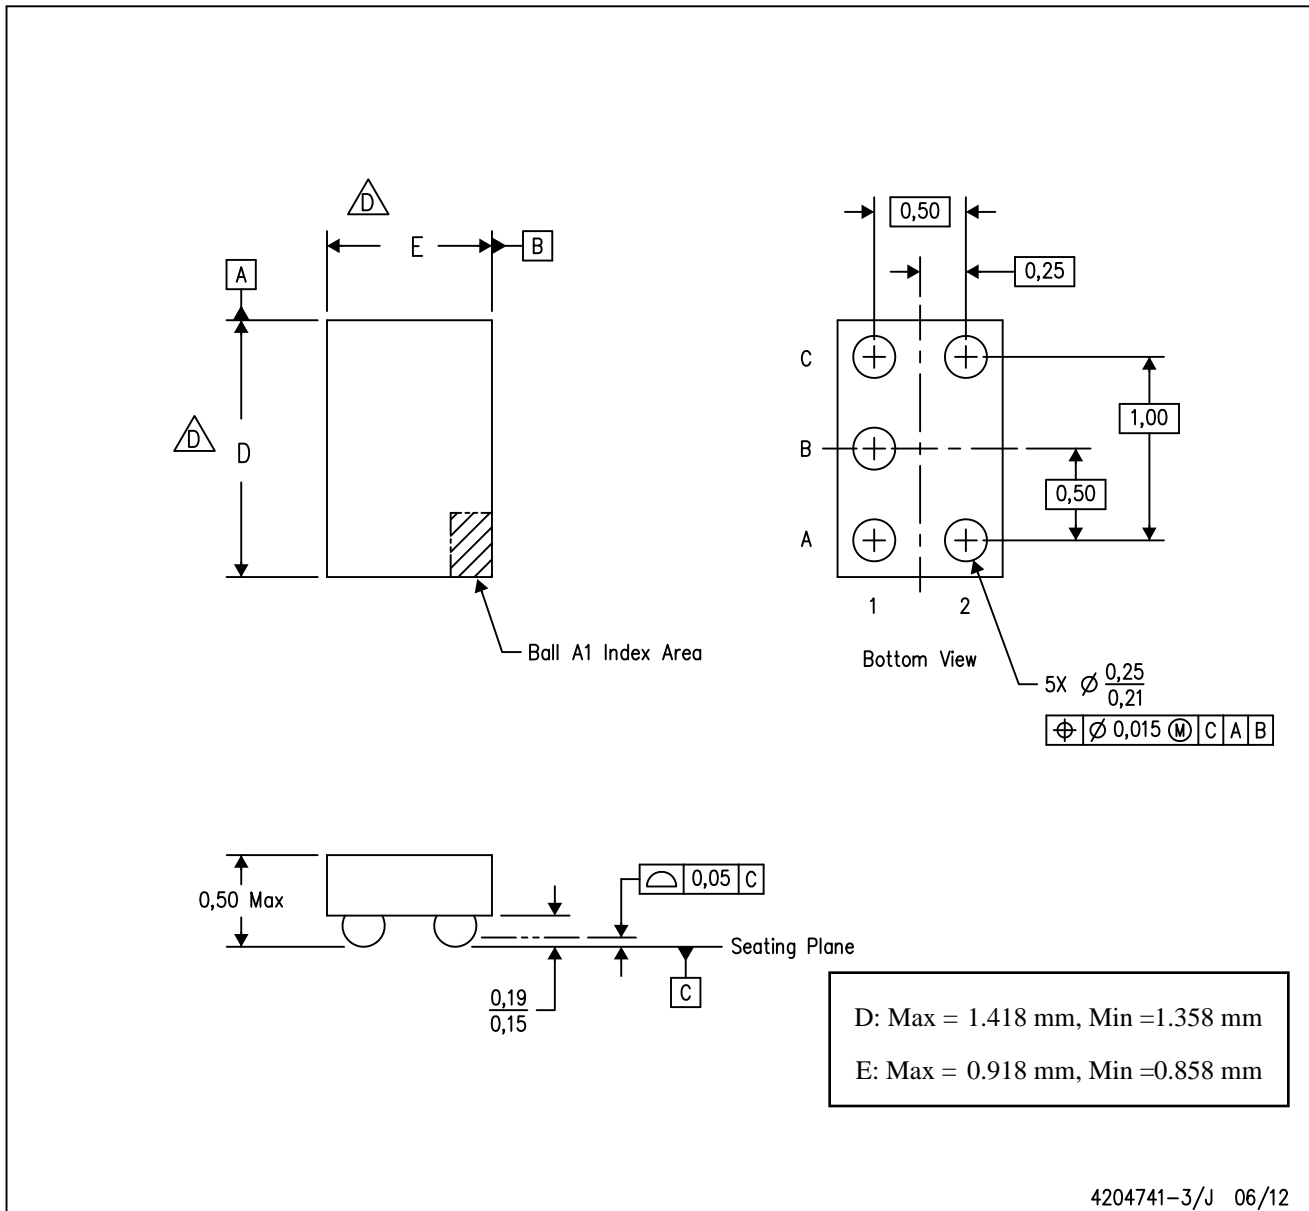 D
E
B
A
D
D
Ball A1 Index Area
0,50
0,25
C
B
A
1,00
0,50
1 2
Bottom View
5X Ø 0,25
0,21
⌖ Ø 0,015 Ⓜ C A B
0,50 Max
⌓ 0,05 C
Seating Plane
C
0,19
0,15
D: Max = 1.418 mm, Min =1.358 mm
E: Max = 0.918 mm, Min =0.858 mm
4204741-3/J 06/12